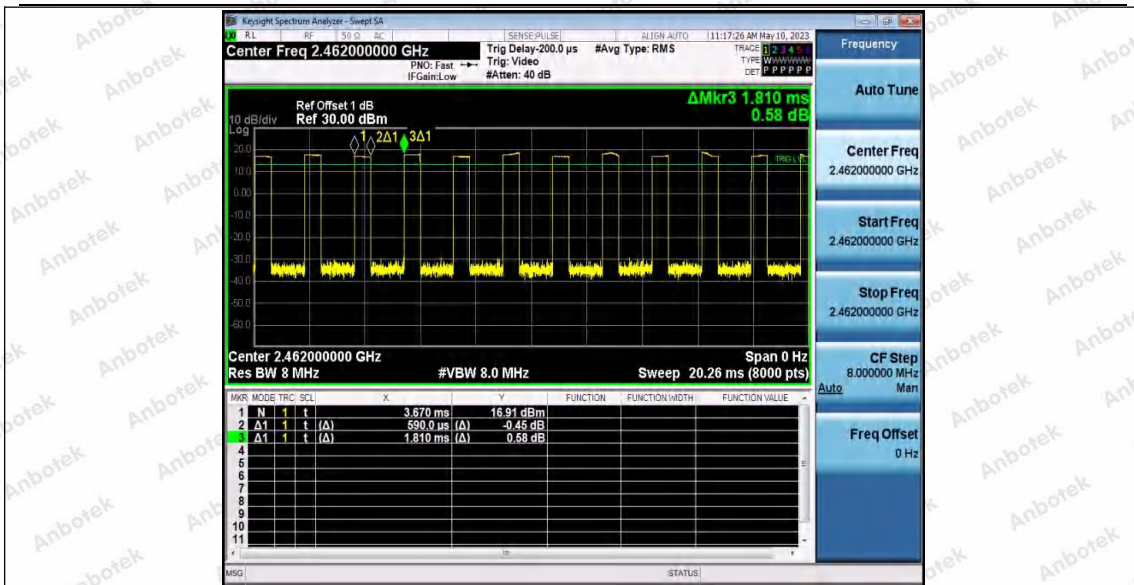 Keysight Spectrum Analyzer - Swept SA
RL RF 50 Ω AC SENSE:PULSE ALIGN AUTO 11:17:26 AM May 10, 2023
Center Freq 2.462000000 GHz
PNO: Fast
IFGain:Low
Trig Delay-200.0 µs
Trig: Video
#Atten: 40 dB
#Avg Type: RMS
TRACE 1 2 3 4 5 6
TYPE
DET P P P P P P
ΔMkr3 1.810 ms
0.58 dB
Ref Offset 1 dB
10 dB/div Ref 30.00 dBm
Log
1 2Δ1 3Δ1
20.0
TRIG LVL
10.0
0.00
-10.0
-20.0
-30.0
-40.0
-50.0
-60.0
Center 2.462000000 GHz Span 0 Hz
Res BW 8 MHz #VBW 8.0 MHz Sweep 20.26 ms (8000 pts)
MKR MODE TRC SCL X Y FUNCTION FUNCTION WIDTH FUNCTION VALUE
1 N 1 t 3.670 ms 16.91 dBm
2 Δ1 1 t (Δ) 590.0 µs (Δ) -0.45 dB
3 Δ1 1 t (Δ) 1.810 ms (Δ) 0.58 dB
4
5
6
7
8
9
10
11
MSG STATUS
Frequency
Auto Tune
Center Freq
2.462000000 GHz
Start Freq
2.462000000 GHz
Stop Freq
2.462000000 GHz
CF Step
8.000000 MHz
Auto Man
Freq Offset
0 Hz
Anbotek